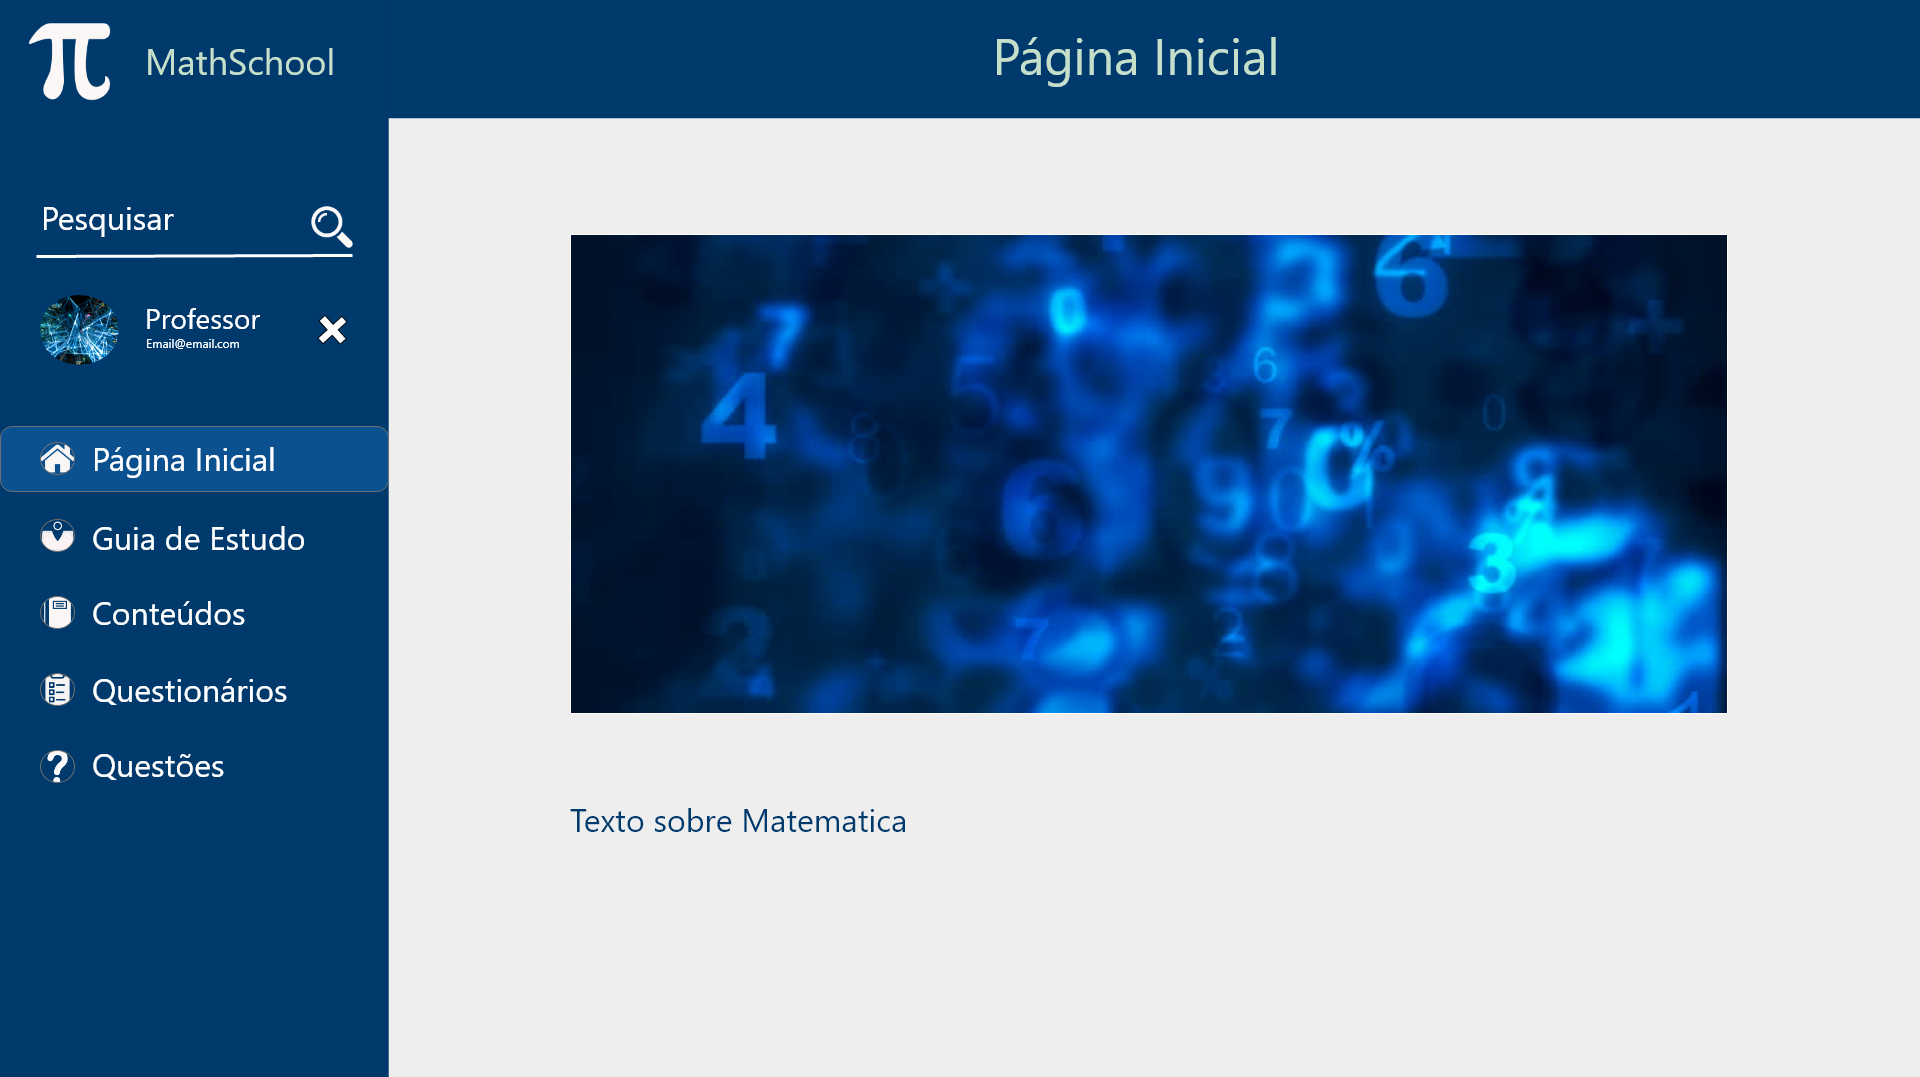 MathSchool
Página Inicial
Pesquisar
Professor
Email@email.com
Página Inicial
Guia de Estudo
Conteúdos
Questionários
Questões
Texto sobre Matematica